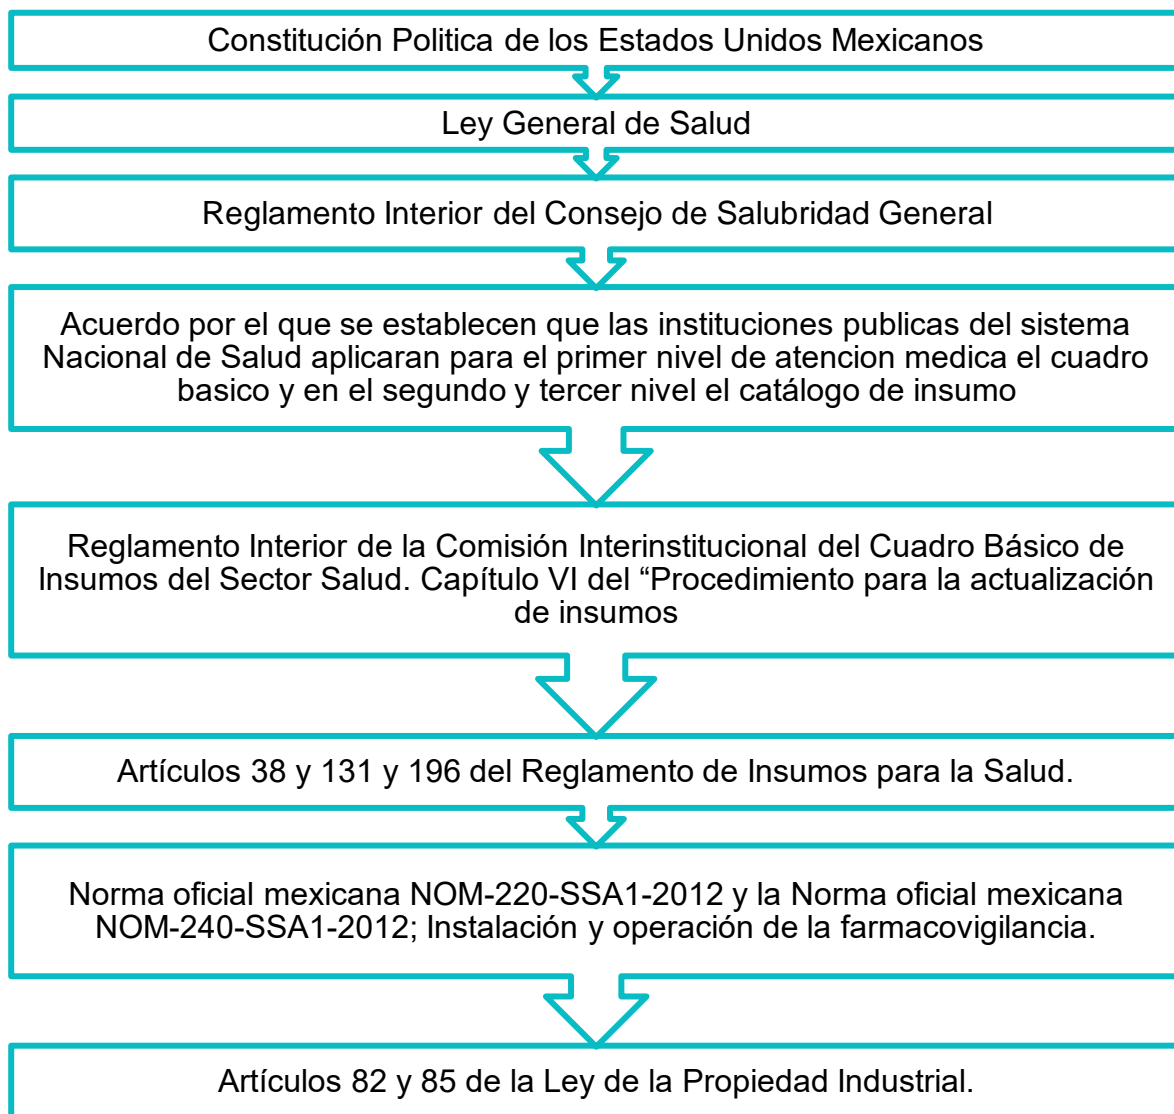 Constitución Politica de los Estados Unidos Mexicanos
Ley General de Salud
Reglamento Interior del Consejo de Salubridad General
Acuerdo por el que se establecen que las instituciones publicas del sistema
Nacional de Salud aplicaran para el primer nivel de atencion medica el cuadro
basico y en el segundo y tercer nivel el catálogo de insumo
Reglamento Interior de la Comisión Interinstitucional del Cuadro Básico de
Insumos del Sector Salud. Capítulo VI del “Procedimiento para la actualización
de insumos
Artículos 38 y 131 y 196 del Reglamento de Insumos para la Salud.
Norma oficial mexicana NOM-220-SSA1-2012 y la Norma oficial mexicana
NOM-240-SSA1-2012; Instalación y operación de la farmacovigilancia.
Artículos 82 y 85 de la Ley de la Propiedad Industrial.